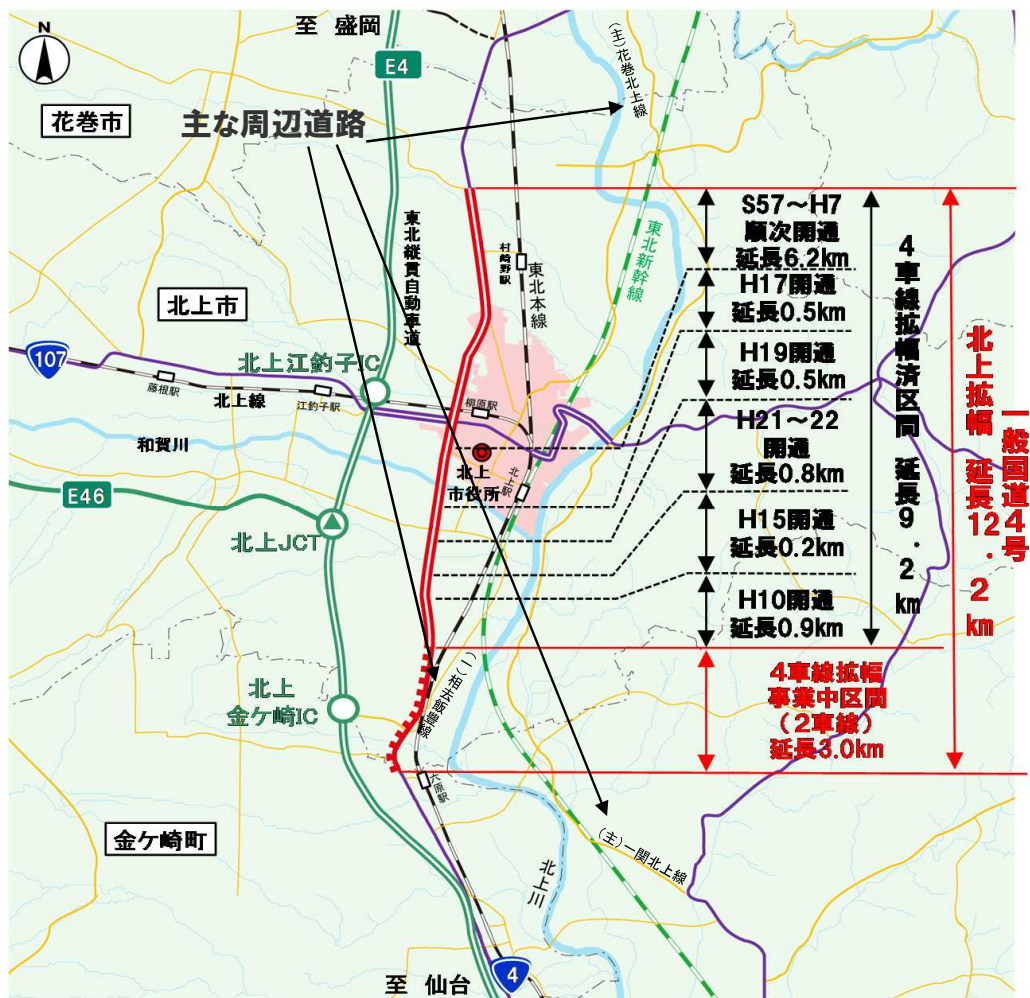 N
至 盛岡
E4
(主)花巻北上線
花巻市
主な周辺道路
東北縦貫自動車道
村崎野駅
東北本線
東北新幹線
S57～H7
順次開通
延長6.2km
H17開通
延長0.5km
H19開通
延長0.5km
H21～22
開通
延長0.8km
H15開通
延長0.2km
H10開通
延長0.9km
4車線拡幅済区間 延長9.2km
一般国道4号
北上拡幅 延長12.2km
4車線拡幅
事業中区間
(2車線)
延長3.0km
北上市
107
北上江釣子IC
藤根駅
北上線
江釣子駅
柳原駅
和賀川
北上
市役所
北上駅
E46
北上JCT
北上
金ケ崎IC
(一)相去飯豊線
六原駅
金ケ崎町
(主)一関北上線
北上川
至 仙台
4